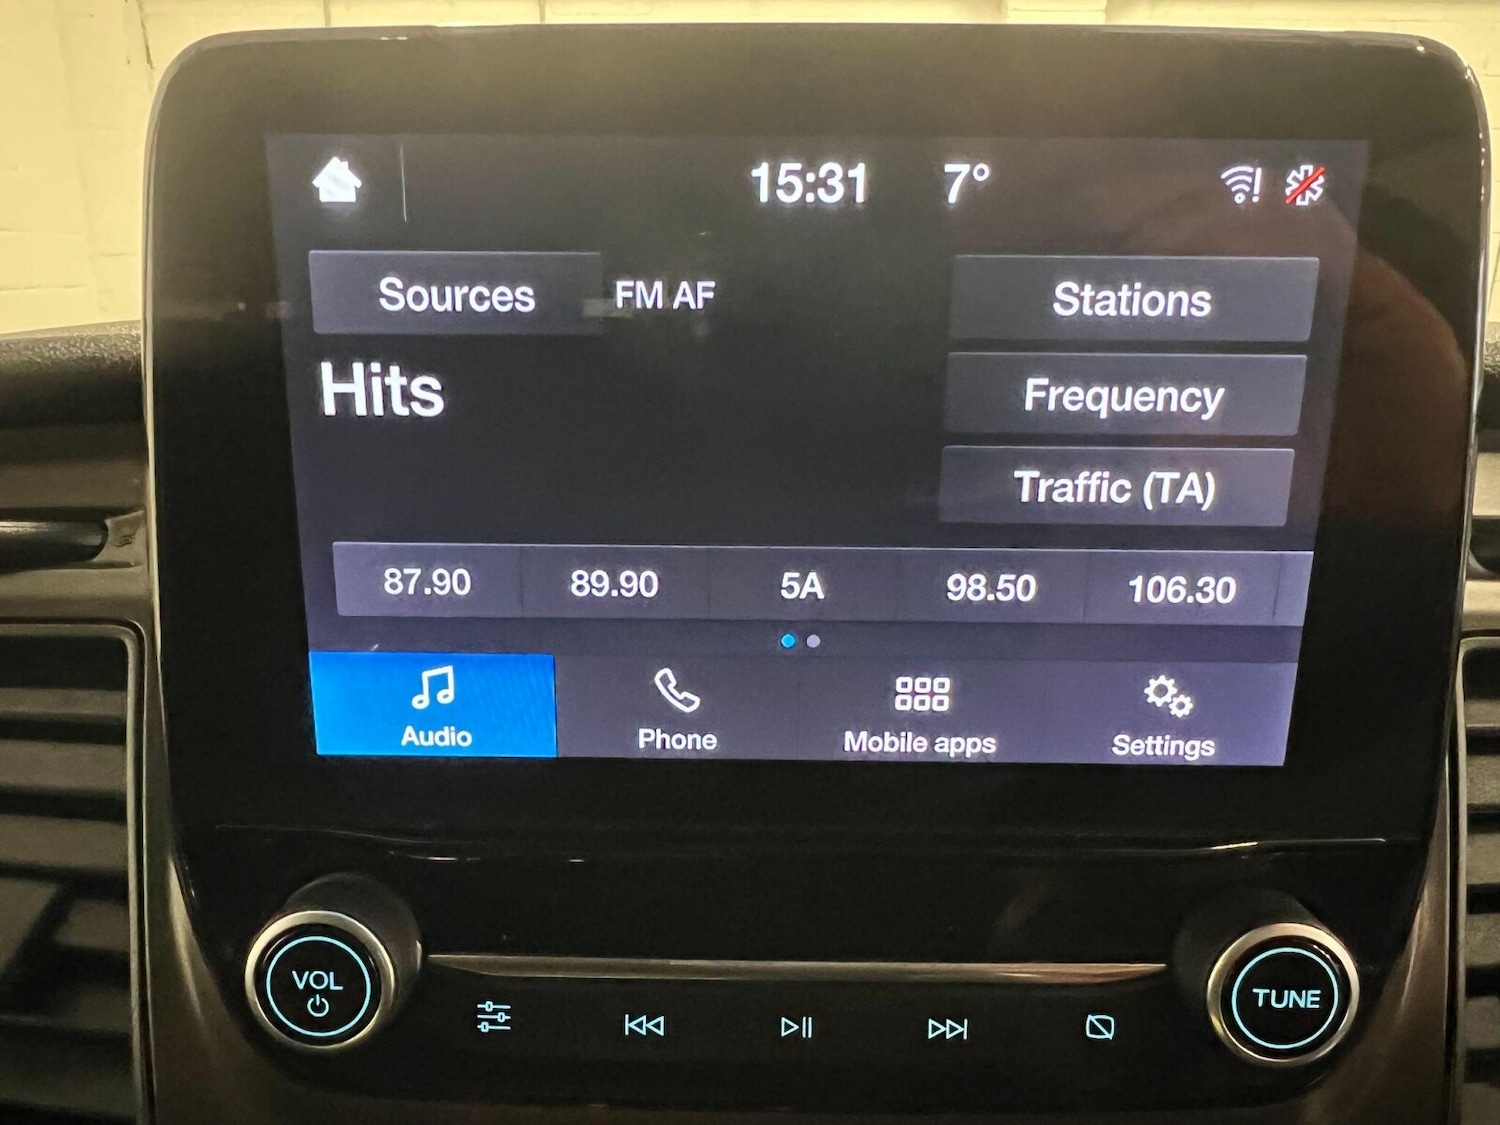 15:31 7°
Sources FM AF Stations
Hits
Frequency
Traffic (TA)
87.90 89.90 5A 98.50 106.30
Audio Phone Mobile apps Settings
VOL
TUNE